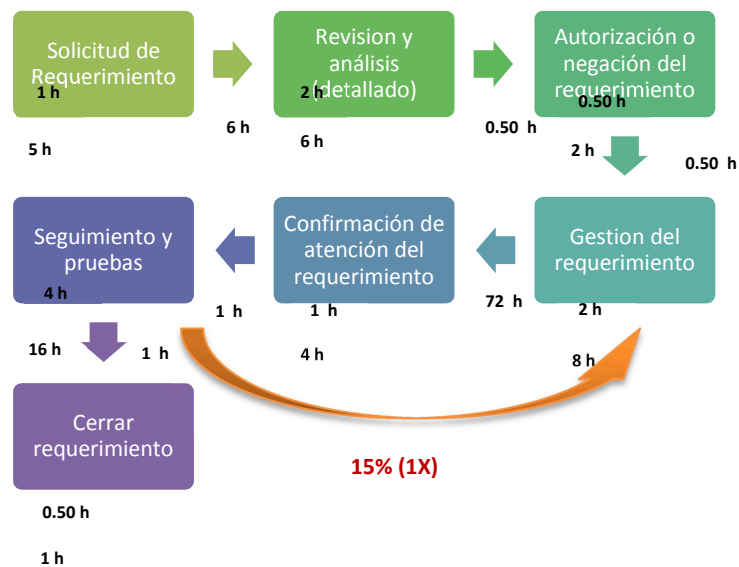 Solicitud de
Requerimiento
1 h
5 h
6 h
Revision y
análisis
(detallado)
2 h
6 h
0.50 h
Autorización o
negación del
requerimiento
0.50 h
2 h
0.50 h
Gestion del
requerimiento
2 h
8 h
72 h
Confirmación de
atención del
requerimiento
1 h
4 h
1 h
Seguimiento y
pruebas
4 h
16 h
1 h
Cerrar
requerimiento
0.50 h
1 h
15% (1X)